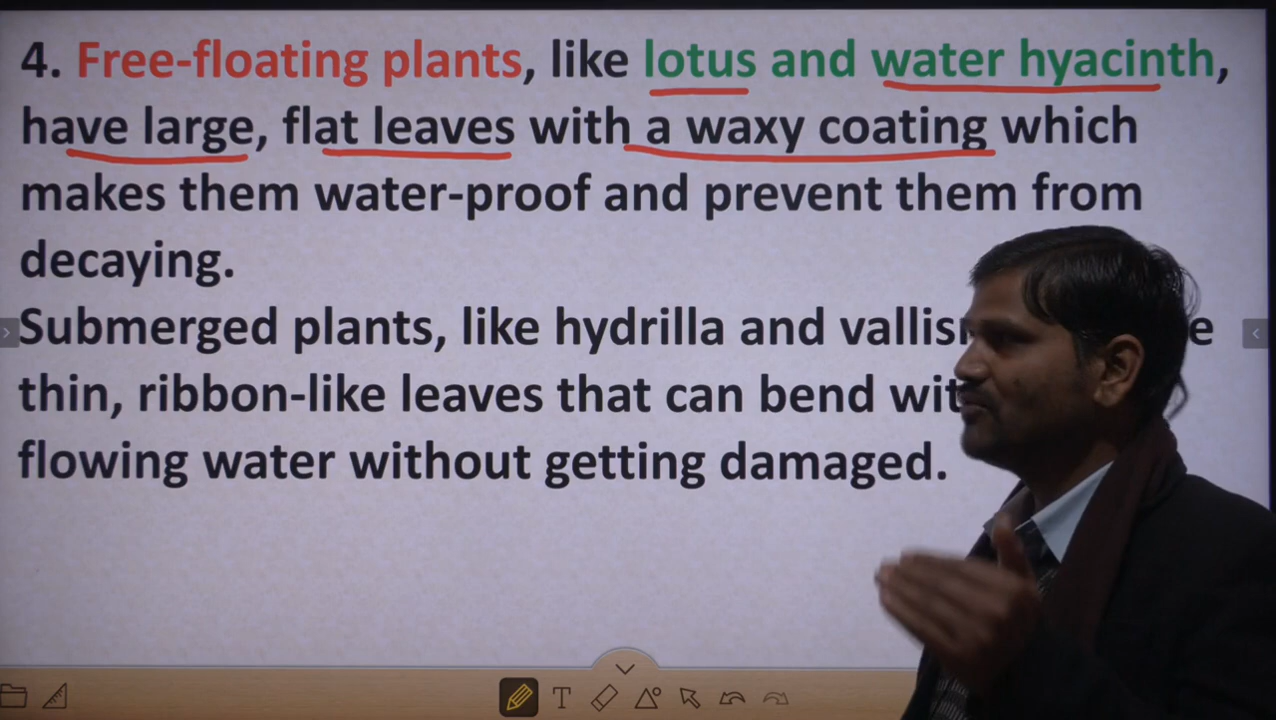 4. Free-floating plants, like lotus and water hyacinth,
have large, flat leaves with a waxy coating which
makes them water-proof and prevent them from
decaying.
Submerged plants, like hydrilla and
thin, ribbon-like leaves that can bend
flowing water without getting damaged.
T